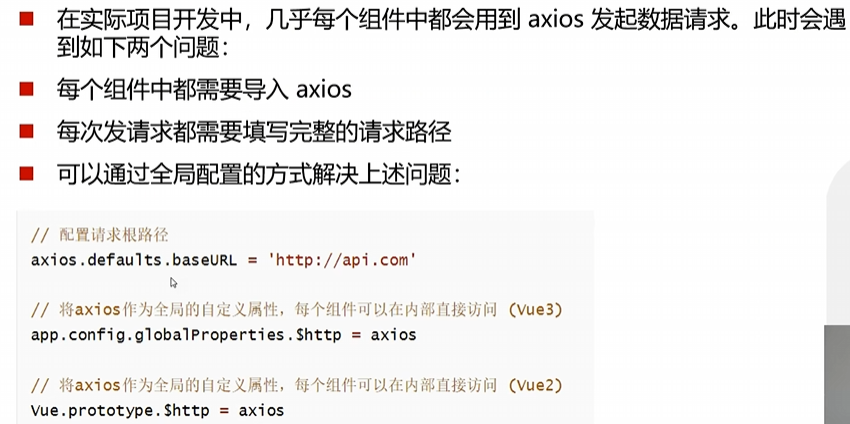 在实际项目开发中，几乎每个组件中都会用到 axios 发起数据请求。此时会遇
到如下两个问题：
每个组件中都需要导入 axios
每次发请求都需要填写完整的请求路径
可以通过全局配置的方式解决上述问题：
// 配置请求根路径
axios.defaults.baseURL = 'http://api.com'
// 将axios作为全局的自定义属性，每个组件可以在内部直接访问 (Vue3)
app.config.globalProperties.$http = axios
// 将axios作为全局的自定义属性，每个组件可以在内部直接访问 (Vue2)
Vue.prototype.$http = axios